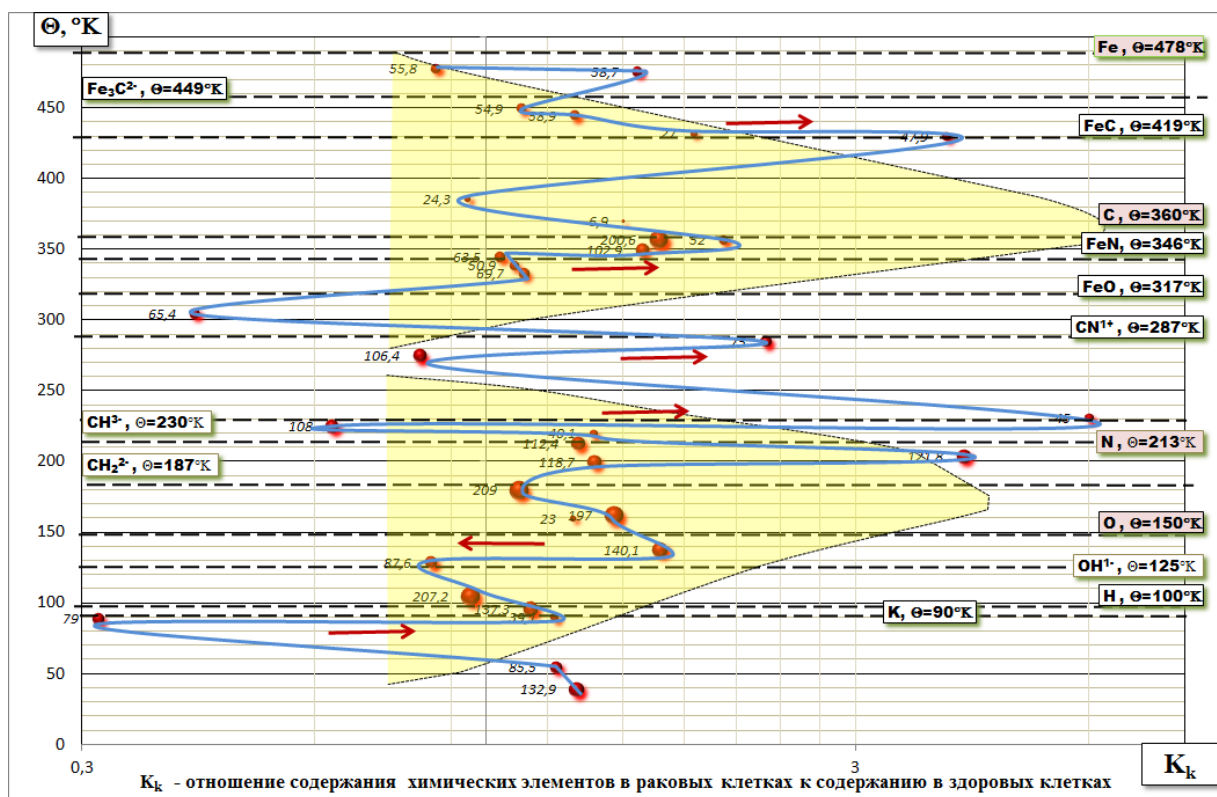 Θ, °K
Fe, Θ=478°K
55,8
58,7
Fe₃C²⁻, Θ=449°K
450
54,9
58,9
27
FeC, Θ=419°K
47,9
400
24,3
6,9
C, Θ=360°K
200,6
52
350
102,9
FeN, Θ=346°K
63,5
50,9
69,7
FeO, Θ=317°K
65,4
300
CN¹⁺, Θ=287°K
75
106,4
250
CH³⁻, Θ=230°K
108
45
40,1
112,4
N, Θ=213°K
CH₂²⁻, Θ=187°K
200
118,7
121,8
209
23
197
150
O, Θ=150°K
140,1
87,6
OH¹⁻, Θ=125°K
207,2
H, Θ=100°K
100
137,3
39,1
K, Θ=90°K
79
50
85,5
132,9
0
0,3
3
Kₖ
Kₖ - отношение содержания химических элементов в раковых клетках к содержанию в здоровых клетках